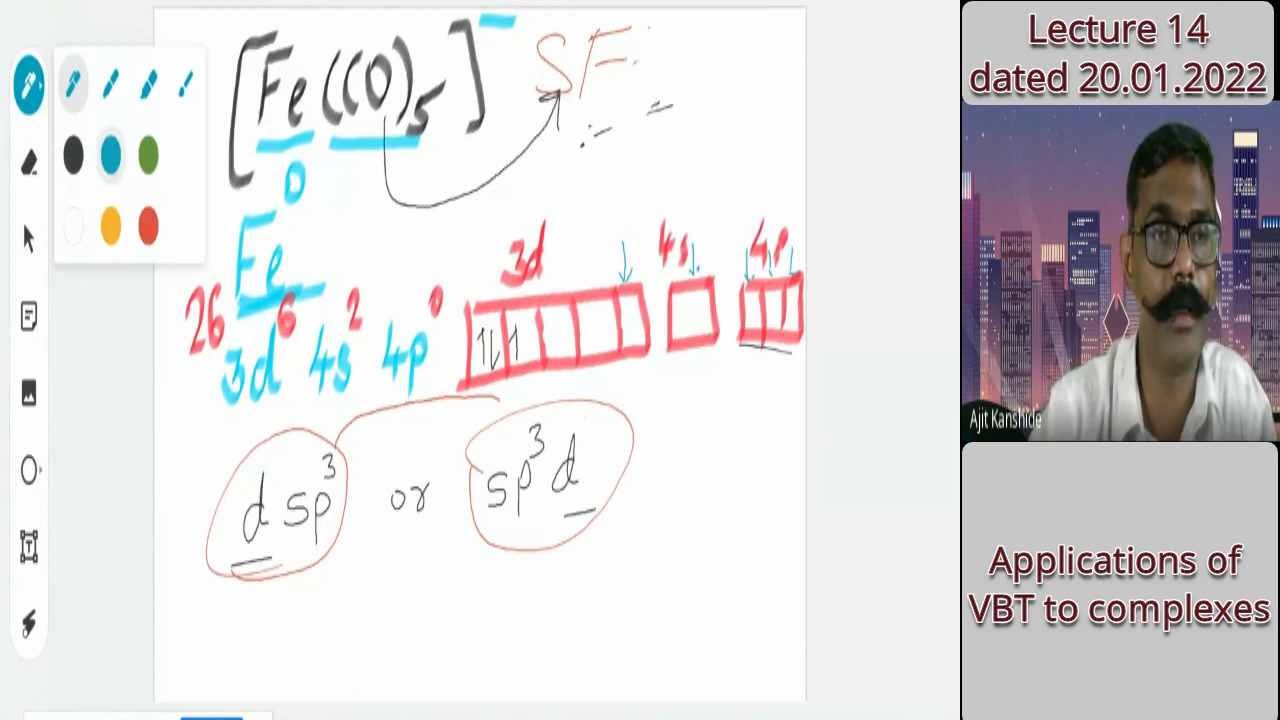 [Fe(CO)5]⁻ SF
0
Fe
26
3d⁶ 4s² 4p⁰
3d 4s 4p
dsp³ or sp³d
Lecture 14
dated 20.01.2022
Ajit Kanshide
Applications of
VBT to complexes